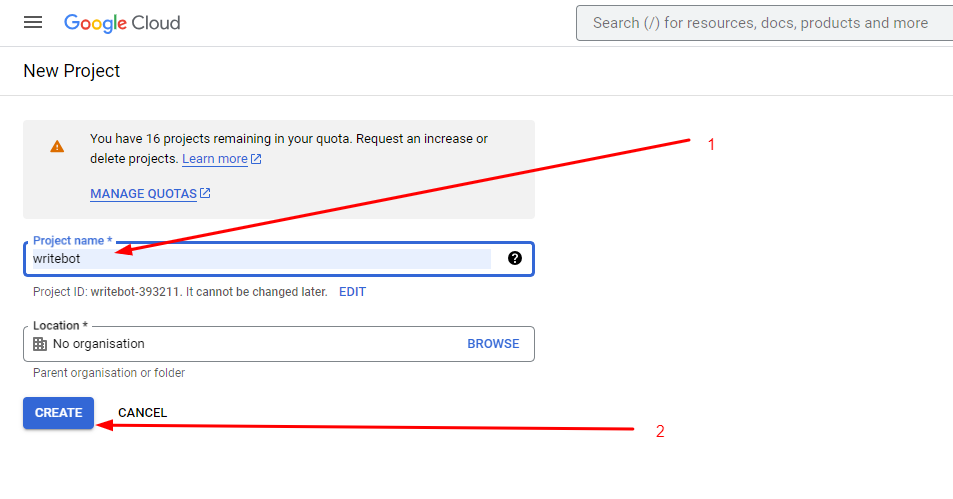 Google Cloud
Search (/) for resources, docs, products and more
New Project
You have 16 projects remaining in your quota. Request an increase or
delete projects. Learn more
MANAGE QUOTAS
1
Project name *
writebot
Project ID: writebot-393211. It cannot be changed later. EDIT
Location *
No organisation BROWSE
Parent organisation or folder
CREATE CANCEL
2